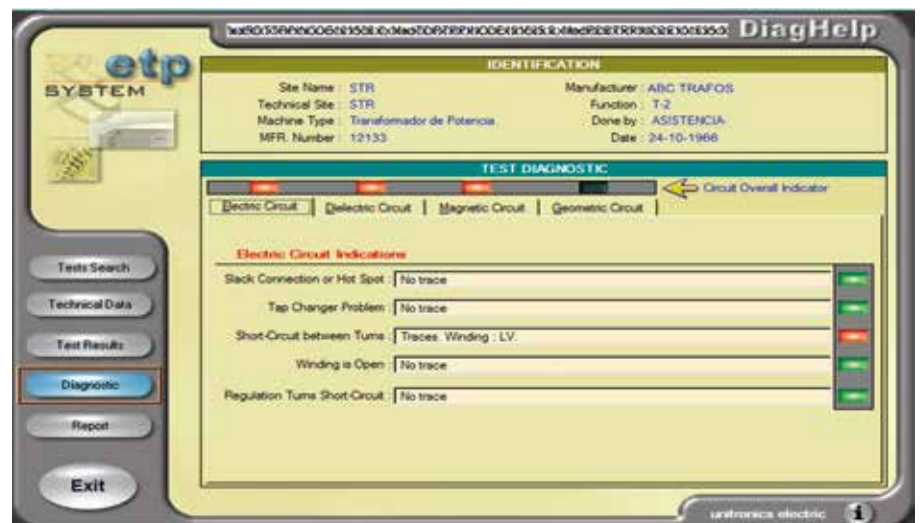 DiagHelp
etp
SYSTEM
IDENTIFICATION
Site Name : STR
Manufacturer : ABC TRAFOS
Technical Site : STR
Function : T-2
Machine Type : Transformador de Potencia
Done by : ASISTENCIA
MFR. Number : 12133
Date : 24-10-1966
TEST DIAGNOSTIC
Circuit Overall Indicator
Electric Circuit
Dielectric Circuit
Magnetic Circuit
Geometric Circuit
Electric Circuit Indications
Slack Connection or Hot Spot : No trace
Tap Changer Problem : No trace
Short-Circuit between Turns : Traces. Winding : LV.
Winding is Open : No trace
Regulation Turns Short-Circuit : No trace
Tests Search
Technical Data
Test Results
Diagnostic
Report
Exit
unitronics electric
i